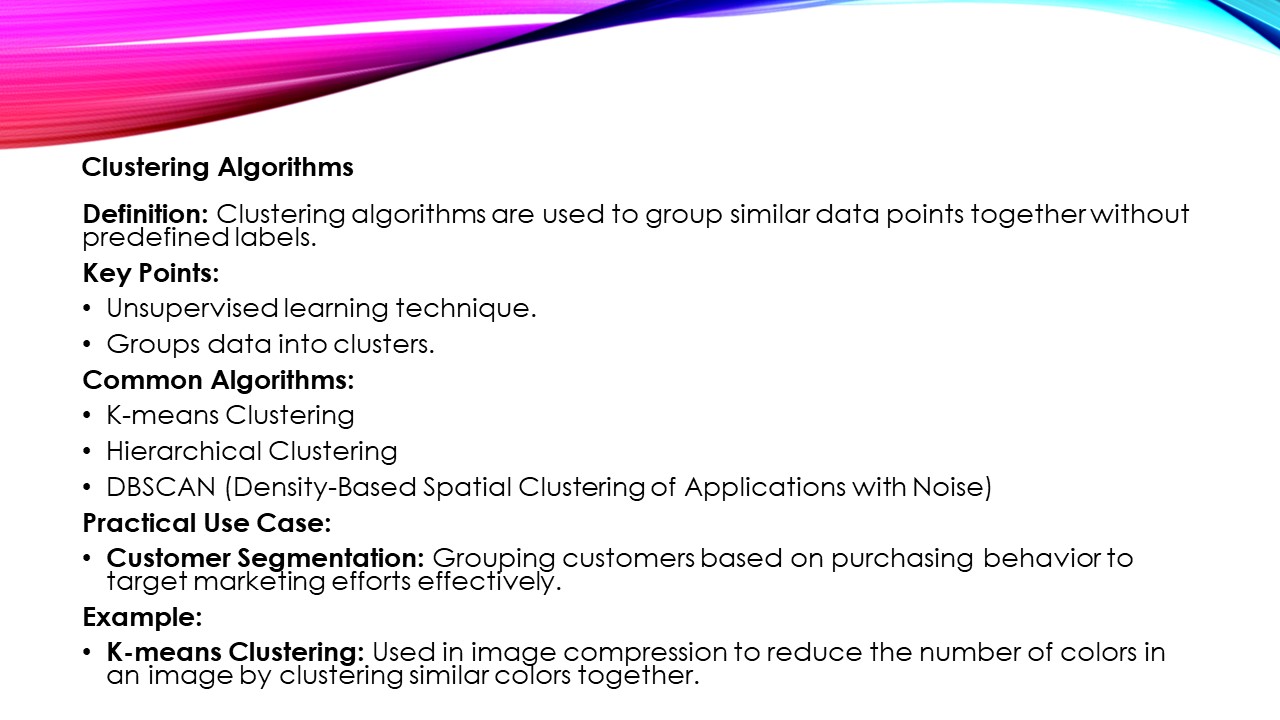 Clustering Algorithms
Definition: Clustering algorithms are used to group similar data points together without
predefined labels.
Key Points:
• Unsupervised learning technique.
• Groups data into clusters.
Common Algorithms:
• K-means Clustering
• Hierarchical Clustering
• DBSCAN (Density-Based Spatial Clustering of Applications with Noise)
Practical Use Case:
• Customer Segmentation: Grouping customers based on purchasing behavior to
target marketing efforts effectively.
Example:
• K-means Clustering: Used in image compression to reduce the number of colors in
an image by clustering similar colors together.